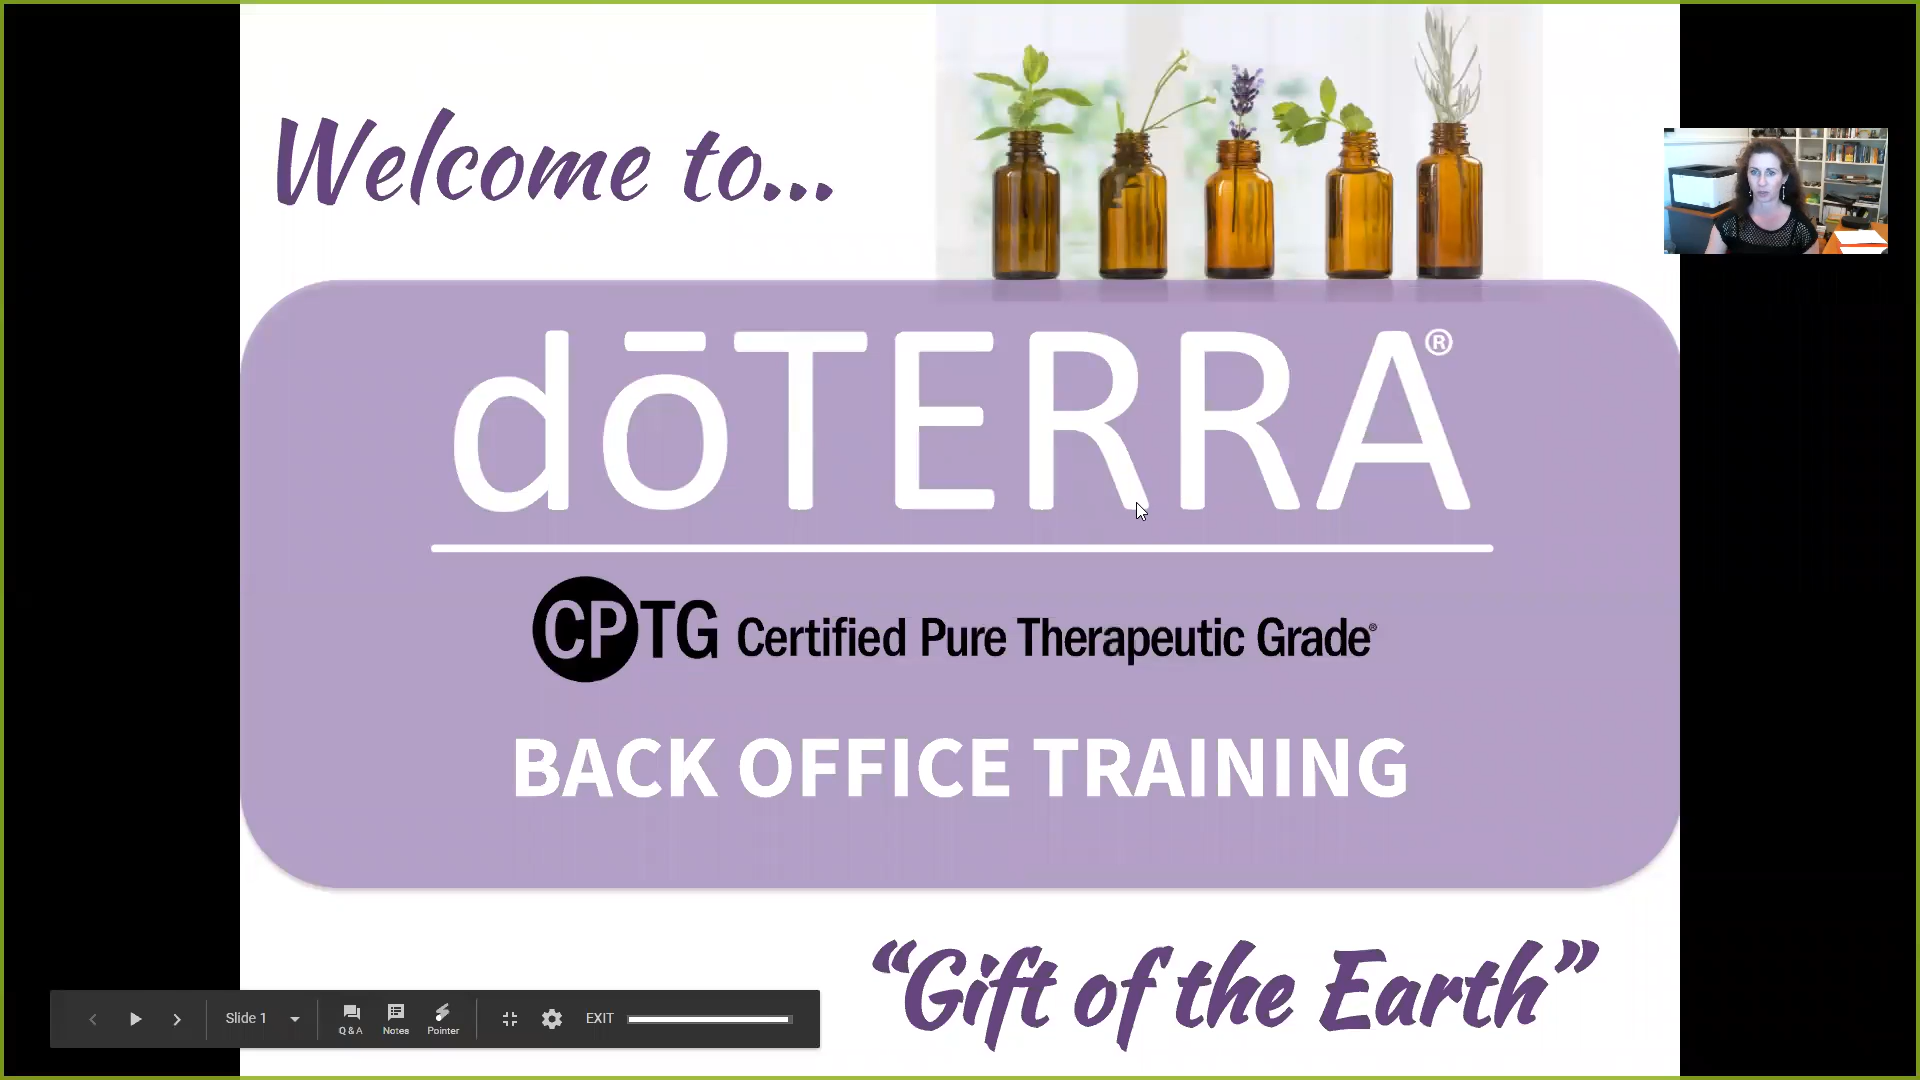 Welcome to...
dōTERRA®
CPTG Certified Pure Therapeutic Grade®
BACK OFFICE TRAINING
“Gift of the Earth”
Slide 1
Q & A
Notes
Pointer
EXIT